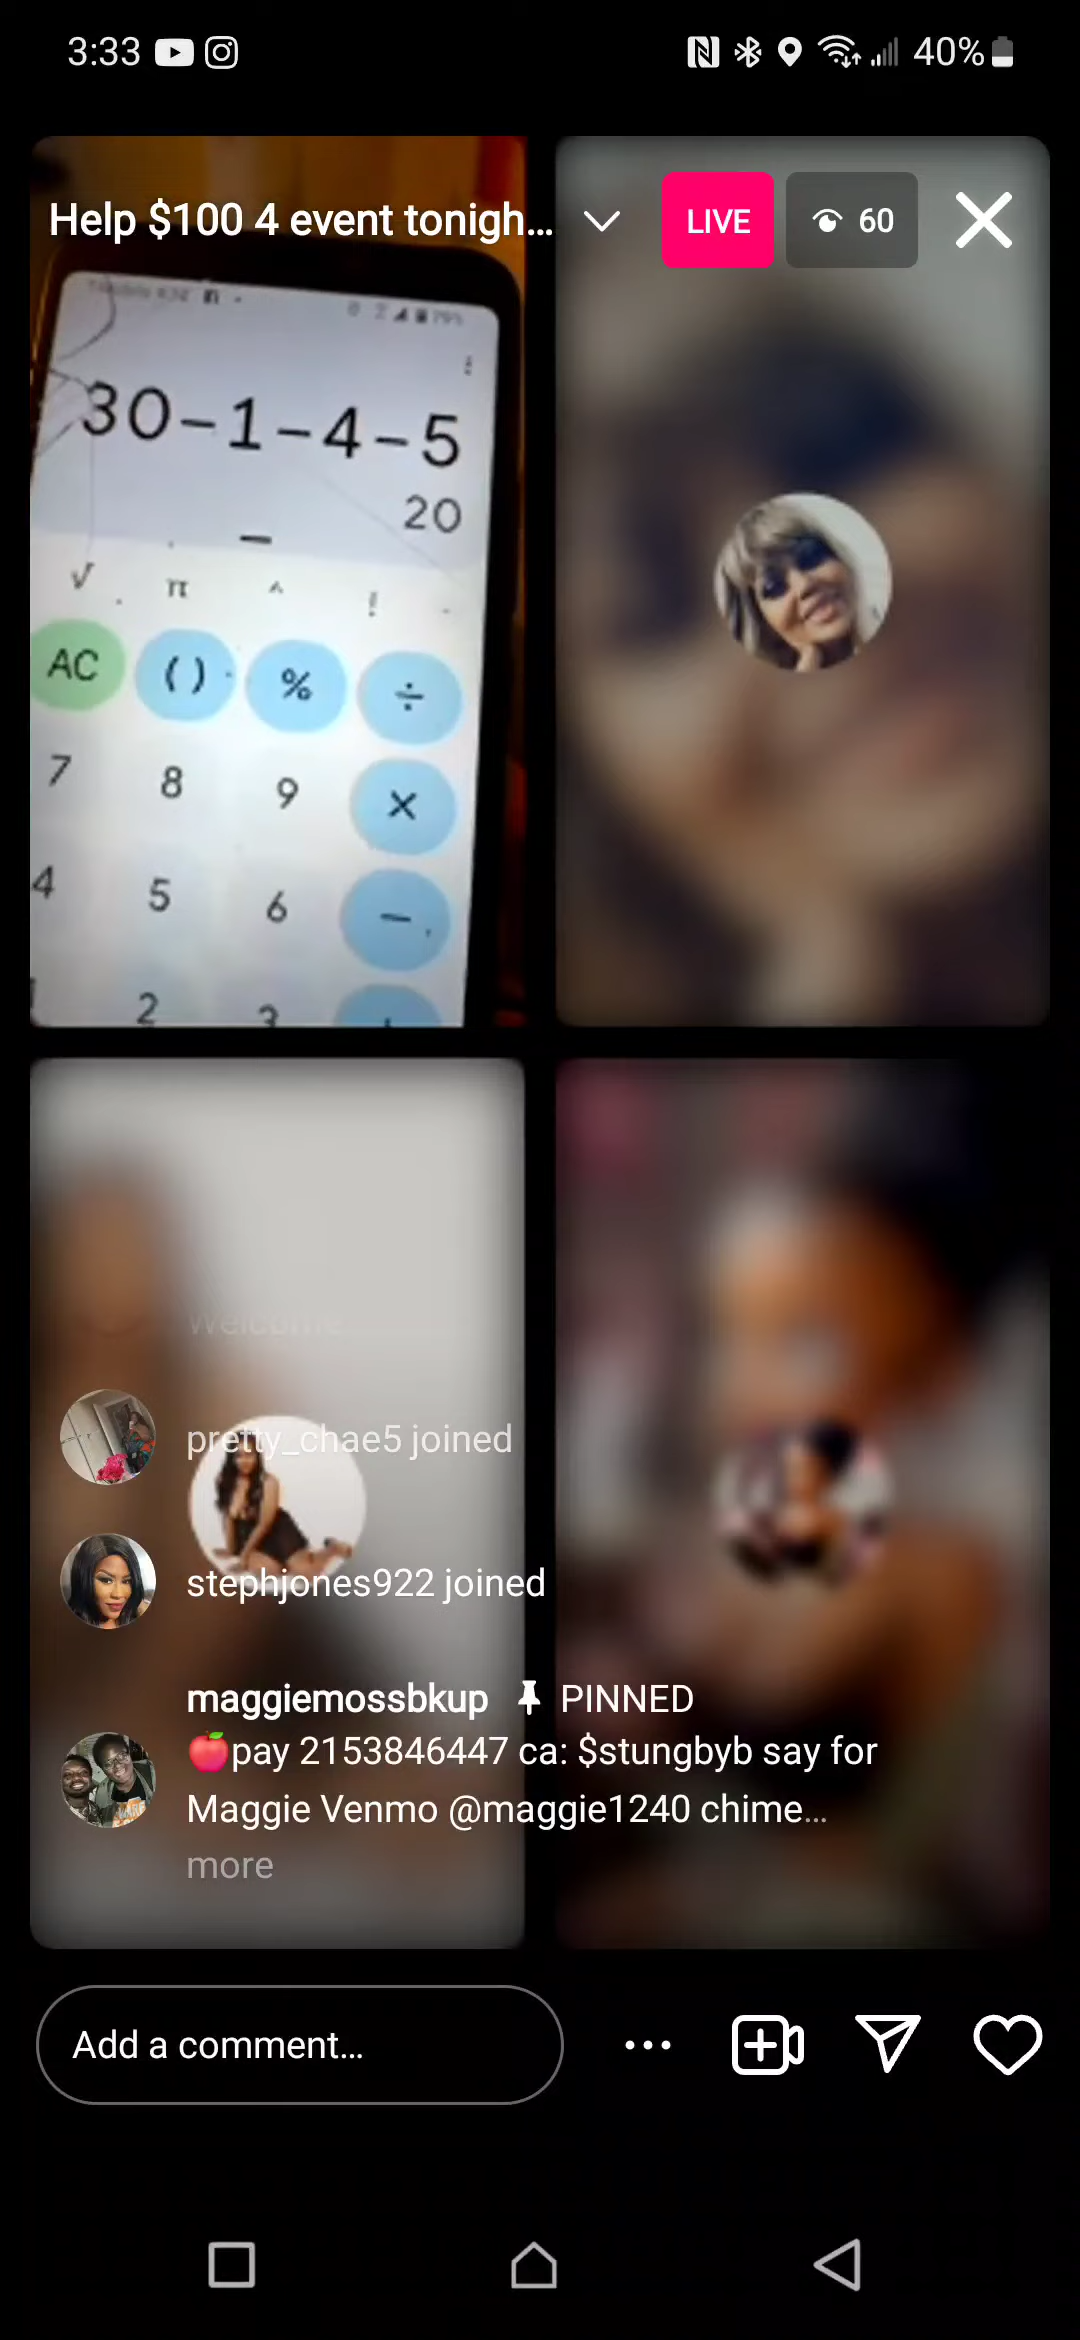 3:33
40%
Help $100 4 event tonigh...
LIVE
60
79%
30-1-4-5
20
√ π ^ !
AC () % ÷
7 8 9 ×
4 5 6 −
2 3
Welcome
pretty_chae5 joined
stephjones922 joined
maggiemossbkup PINNED
🍎pay 2153846447 ca: $stungbyb say for
Maggie Venmo @maggie1240 chime...
more
Add a comment...